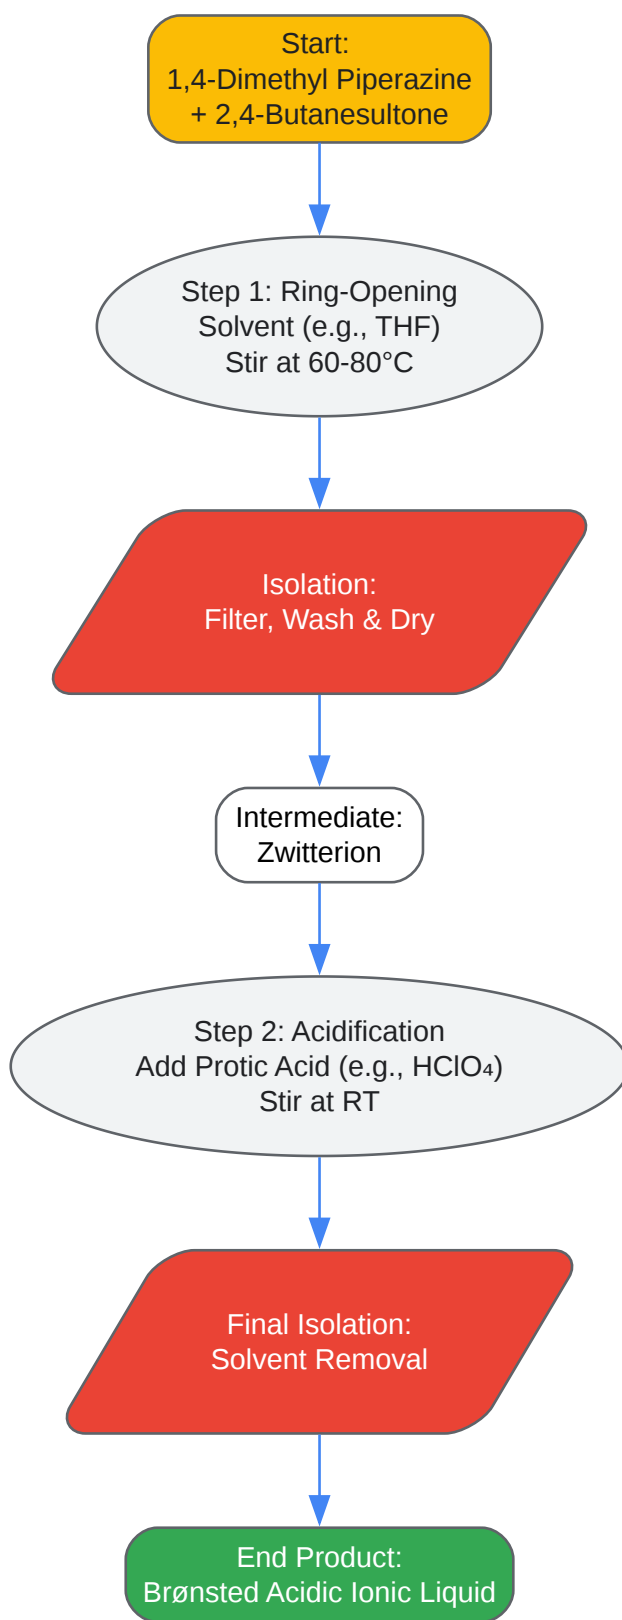 Start:
1,4-Dimethyl Piperazine
+ 2,4-Butanesultone
Step 1: Ring-Opening
Solvent (e.g., THF)
Stir at 60-80°C
Isolation:
Filter, Wash & Dry
Intermediate:
Zwitterion
Step 2: Acidification
Add Protic Acid (e.g., HClO₄)
Stir at RT
Final Isolation:
Solvent Removal
End Product:
Brønsted Acidic Ionic Liquid